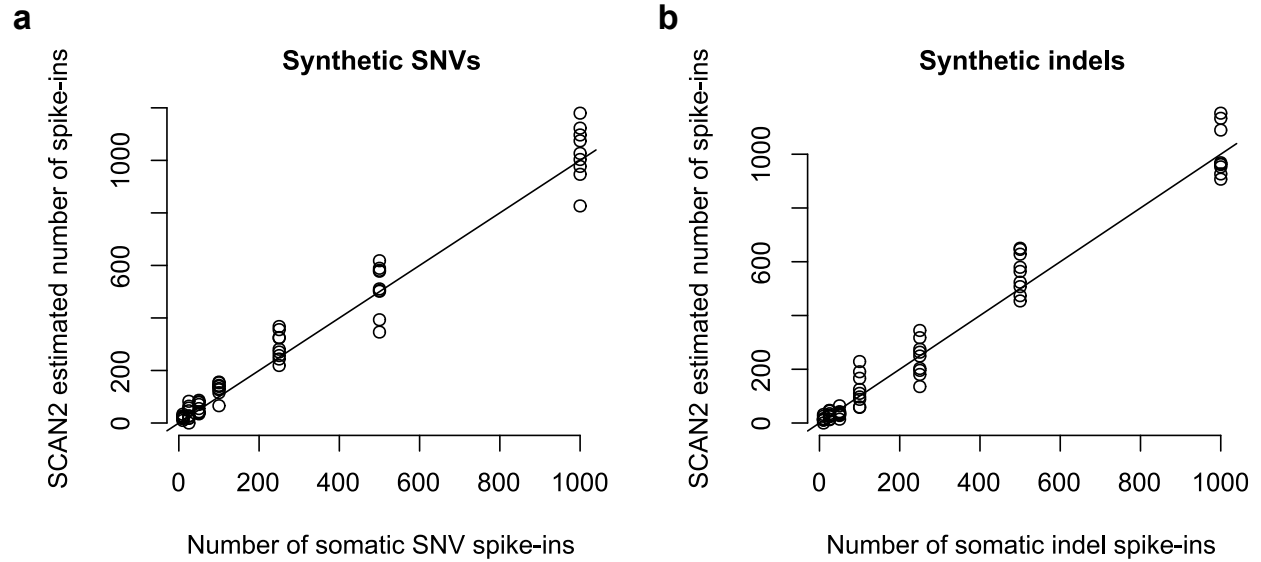 a
Synthetic SNVs
SCAN2 estimated number of spike-ins
1000
600
200
0
0 200 400 600 800 1000
Number of somatic SNV spike-ins
b
Synthetic indels
SCAN2 estimated number of spike-ins
1000
600
200
0
0 200 400 600 800 1000
Number of somatic indel spike-ins